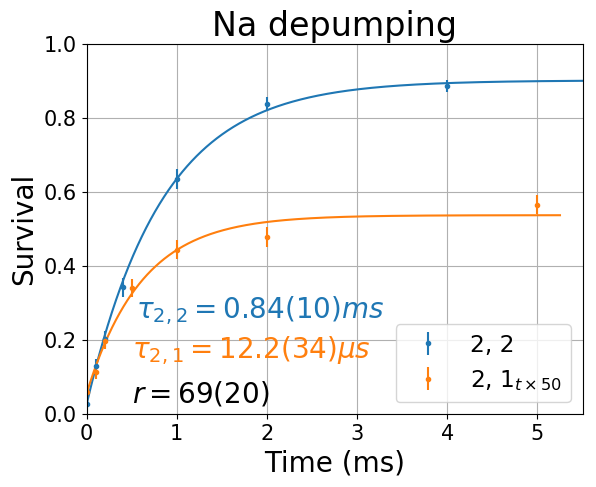 Na depumping
Survival
1.0
0.8
0.6
0.4
0.2
0.0
τ2, 2 = 0.84(10)ms
τ2, 1 = 12.2(34)μs
r = 69(20)
2, 2
2, 1t × 50
0 1 2 3 4 5
Time (ms)